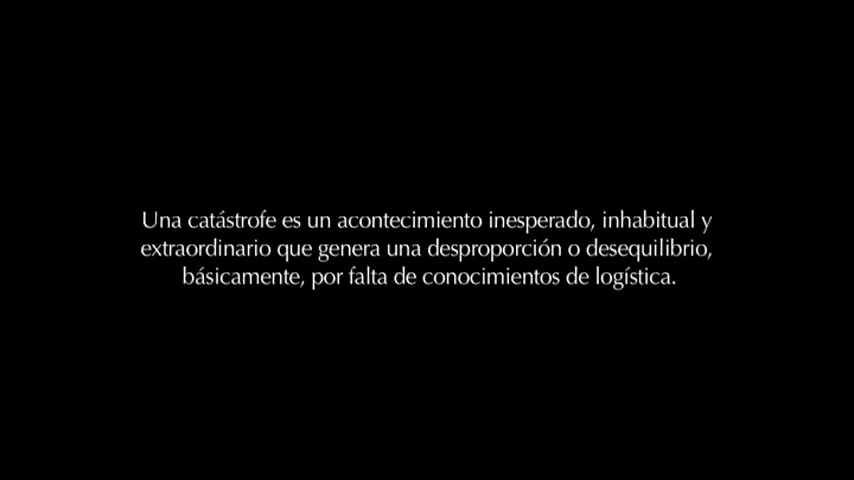 Una catástrofe es un acontecimiento inesperado, inhabitual y
extraordinario que genera una desproporción o desequilibrio,
básicamente, por falta de conocimientos de logística.